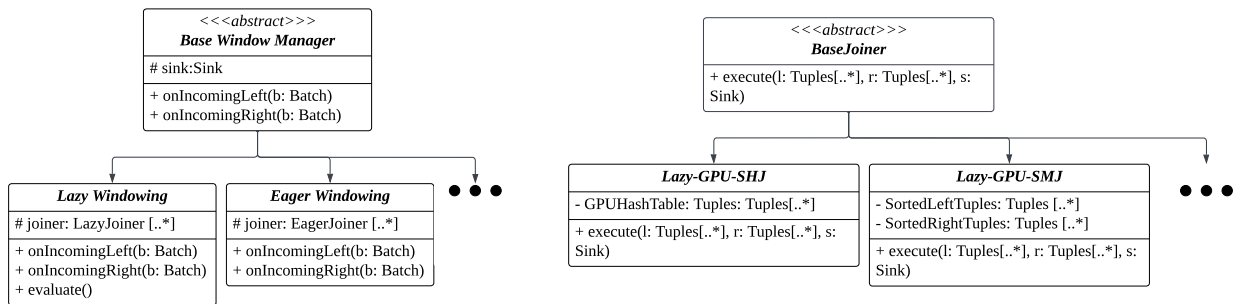 <<<abstract>>>
Base Window Manager
# sink:Sink
+ onIncomingLeft(b: Batch)
+ onIncomingRight(b: Batch)
Lazy Windowing
# joiner: LazyJoiner [..*]
+ onIncomingLeft(b: Batch)
+ onIncomingRight(b: Batch)
+ evaluate()
Eager Windowing
# joiner: EagerJoiner [..*]
+ onIncomingLeft(b: Batch)
+ onIncomingRight(b: Batch)
<<<abstract>>>
BaseJoiner
+ execute(l: Tuples[..*], r: Tuples[..*], s:
Sink)
Lazy-GPU-SHJ
- GPUHashTable: Tuples: Tuples[..*]
+ execute(l: Tuples[..*], r: Tuples[..*], s:
Sink)
Lazy-GPU-SMJ
- SortedLeftTuples: Tuples [..*]
- SortedRightTuples: Tuples [..*]
+ execute(l: Tuples[..*], r: Tuples[..*], s:
Sink)